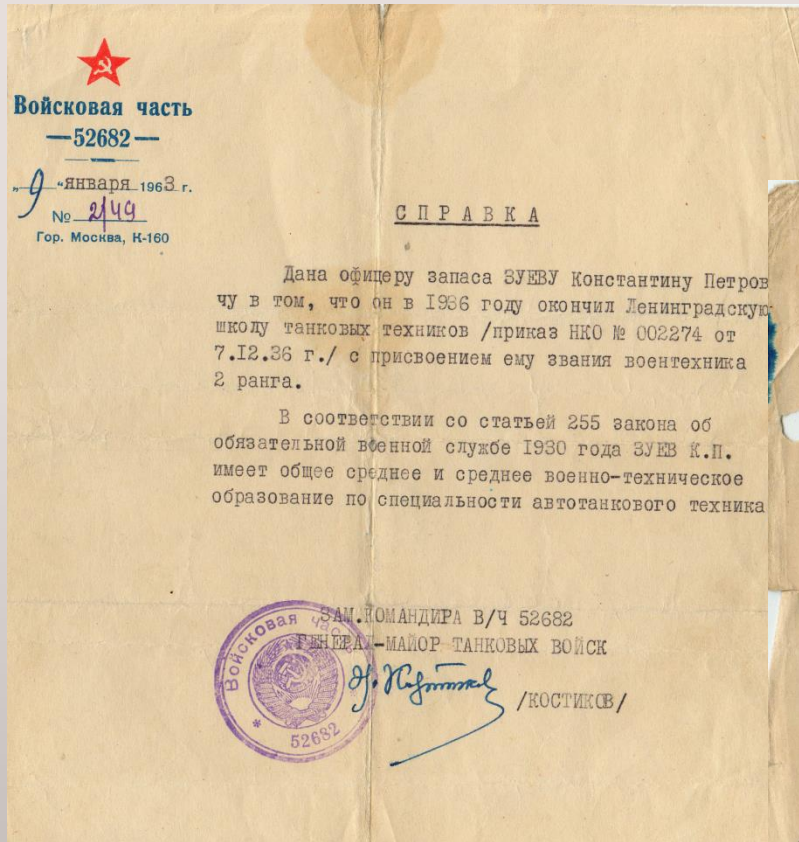 Войсковая часть
—52682—
„ 9 " января 1963 г.
№ 2/49
Гор. Москва, К-160
СПРАВКА
Дана офицеру запаса ЗУЕВУ Константину Петров
чу в том, что он в 1936 году окончил Ленинградскую
школу танковых техников /приказ НКО № 002274 от
7.12.36 г./ с присвоением ему звания воентехника
2 ранга.
В соответствии со статьей 255 закона об
обязательной военной службе 1930 года ЗУЕВ К.П.
имеет общее среднее и среднее военно-техническое
образование по специальности автотанкового техника
ЗАМ.КОМАНДИРА В/Ч 52682
ГЕНЕРАЛ-МАЙОР ТАНКОВЫХ ВОЙСК
/КОСТИКОВ/
Войсковая часть
* 52682